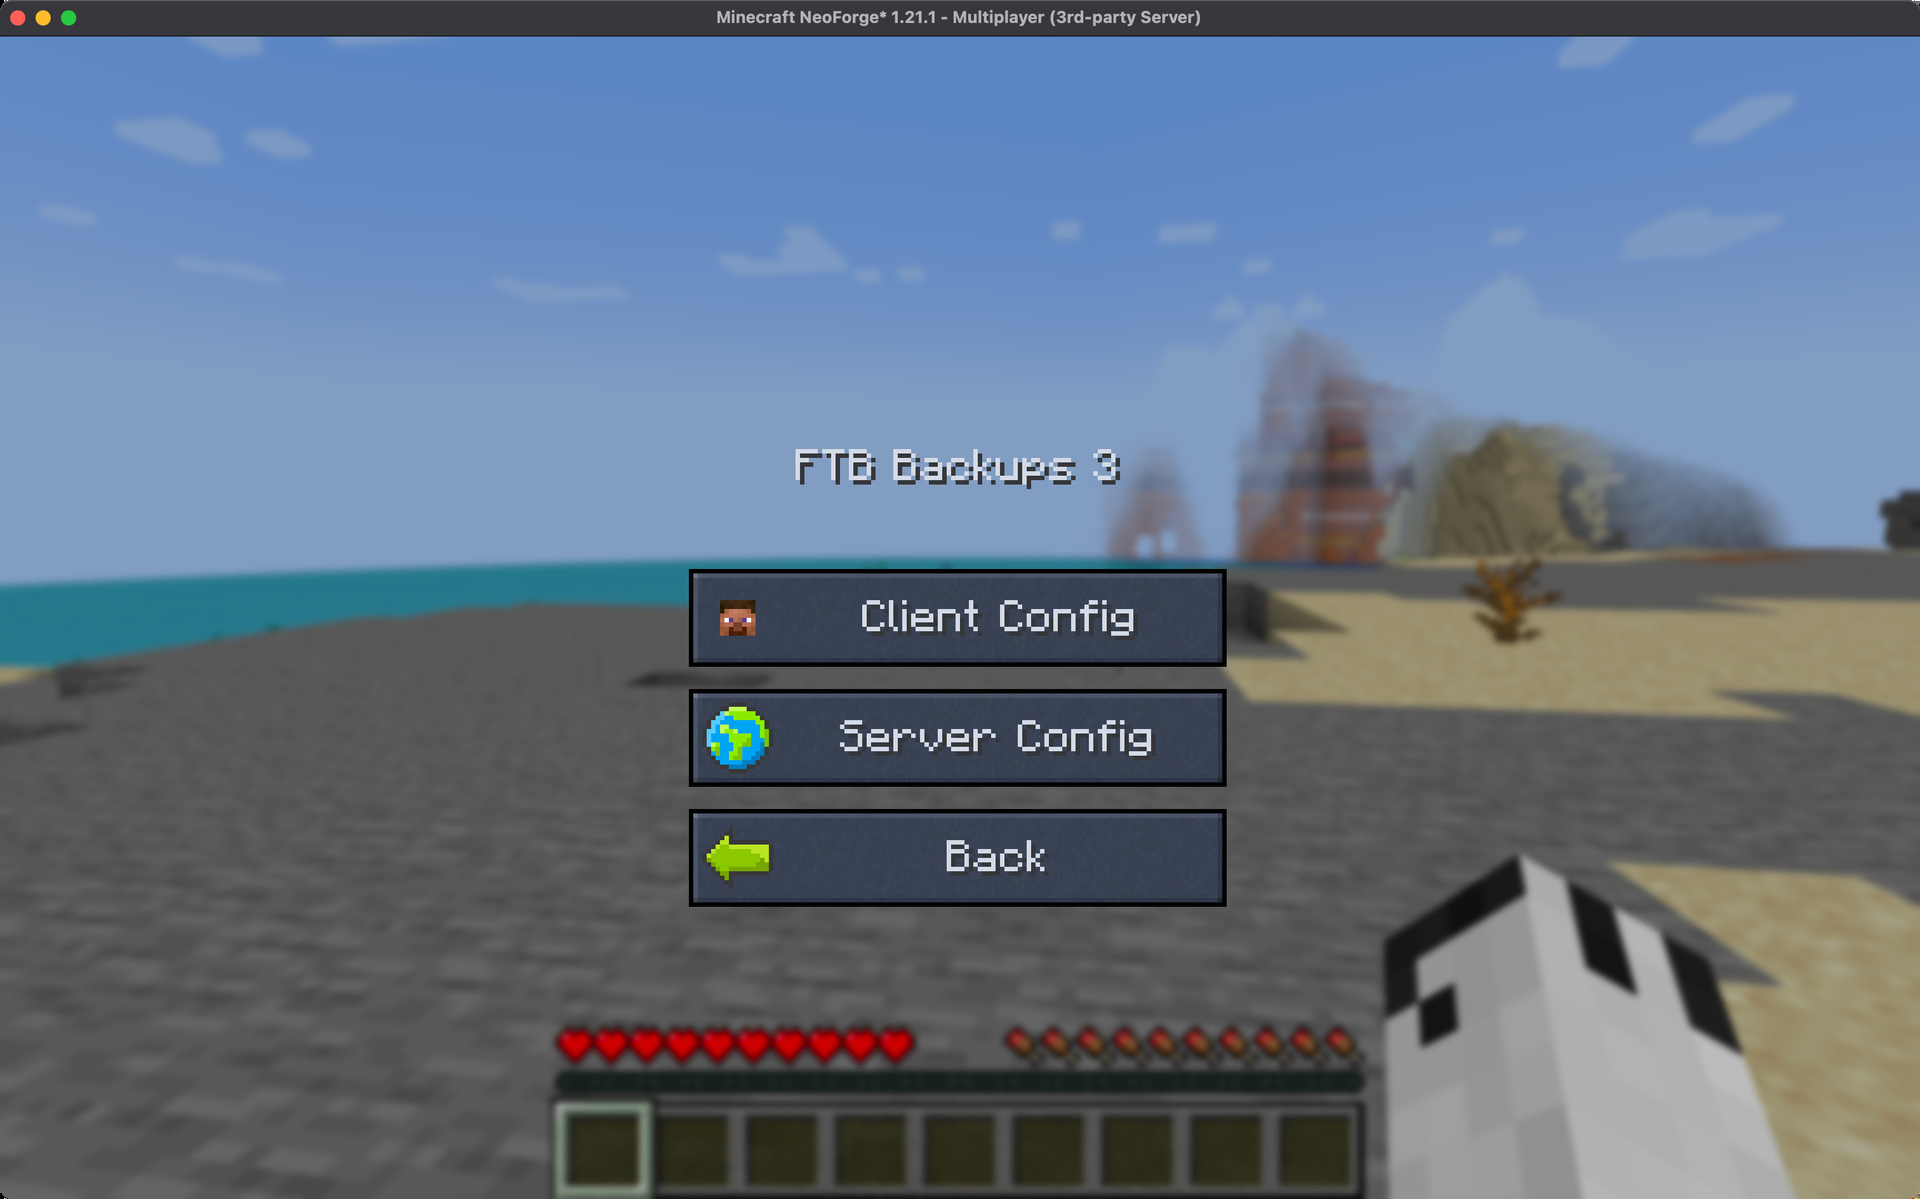 Minecraft NeoForge* 1.21.1 - Multiplayer (3rd-party Server)
FTB Backups 3
Client Config
Server Config
Back